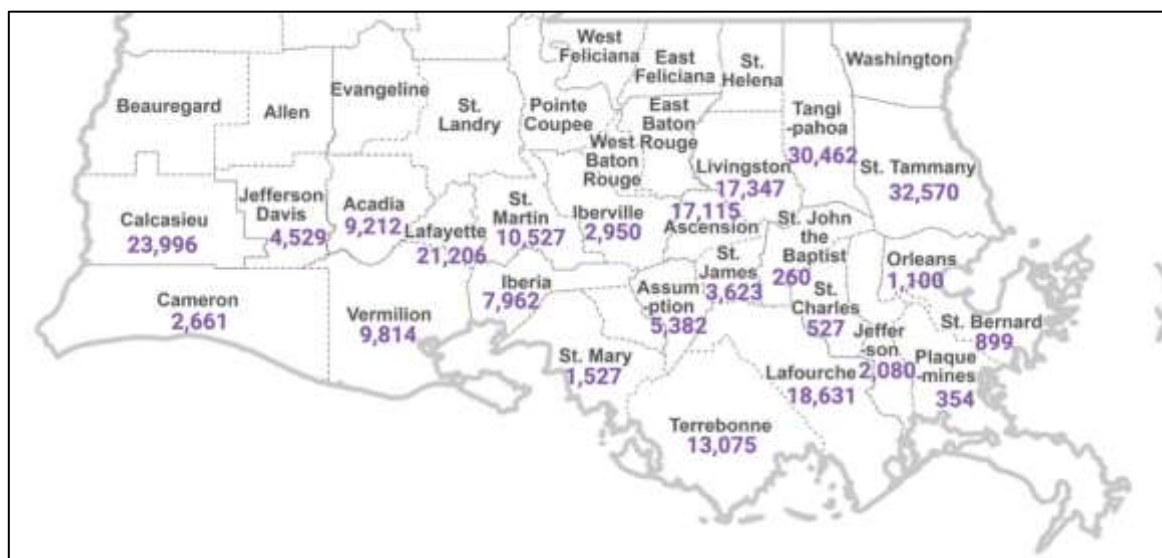 West
Feliciana
East
Feliciana
St.
Helena
Washington
Beauregard
Allen
Evangeline
St.
Landry
Pointe
Coupee
West
Baton
Rouge
East
Baton
Rouge
Livingston
17,347
Tangi
-pahoa
30,462
St. Tammany
32,570
Calcasieu
23,996
Jefferson
Davis
4,529
Acadia
9,212
Lafayette
21,206
St.
Martin
10,527
Iberville
2,950
17,115
Ascension
St. John
the
Baptist
260
Orleans
1,100
Cameron
2,661
Vermilion
9,814
Iberia
7,962
St. Mary
1,527
Assum
-ption
5,382
St.
James
3,623
St.
Charles
527
Jeffer
-son
2,080
St. Bernard
899
Plaque
-mines
354
Lafourche
18,631
Terrebonne
13,075